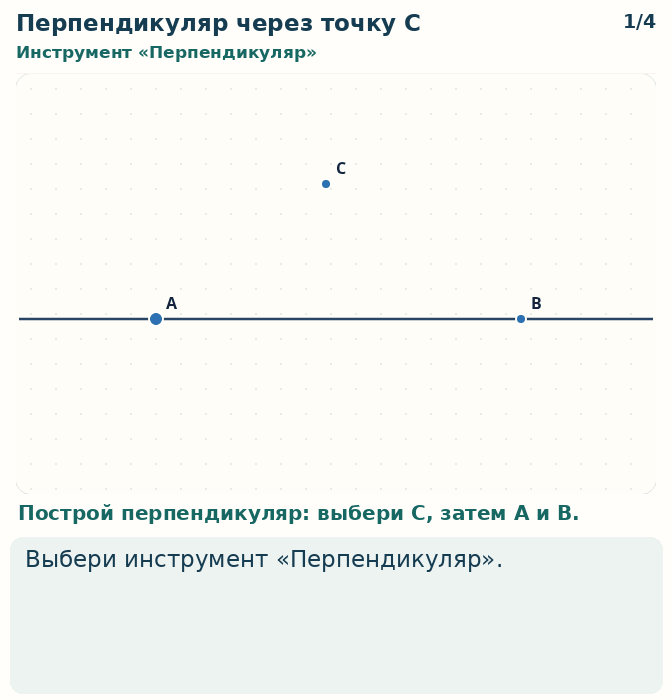 Перпендикуляр через точку C
1/4
Инструмент «Перпендикуляр»
C
A
B
Построй перпендикуляр: выбери C, затем A и B.
Выбери инструмент «Перпендикуляр».